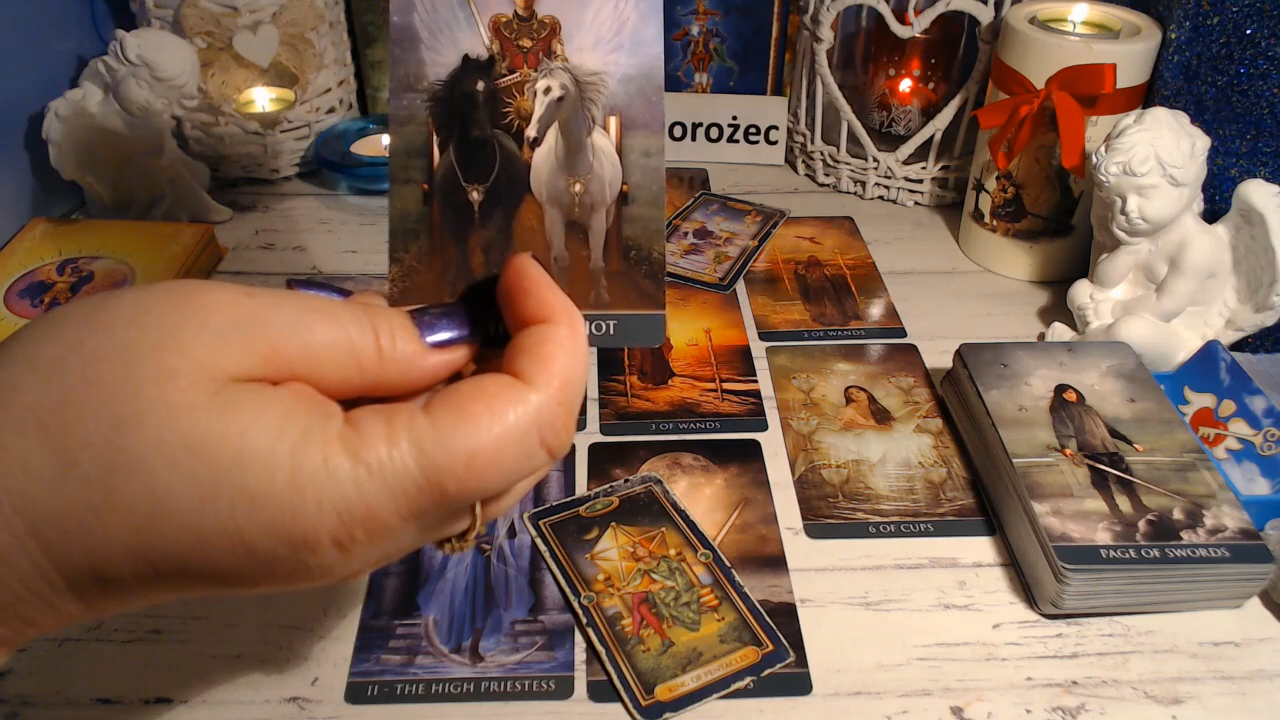 orożec
IOT
2 OF WANDS
3 OF WANDS
6 OF CUPS
PAGE OF SWORDS
II - THE HIGH PRIESTESS
KING OF PENTACLES